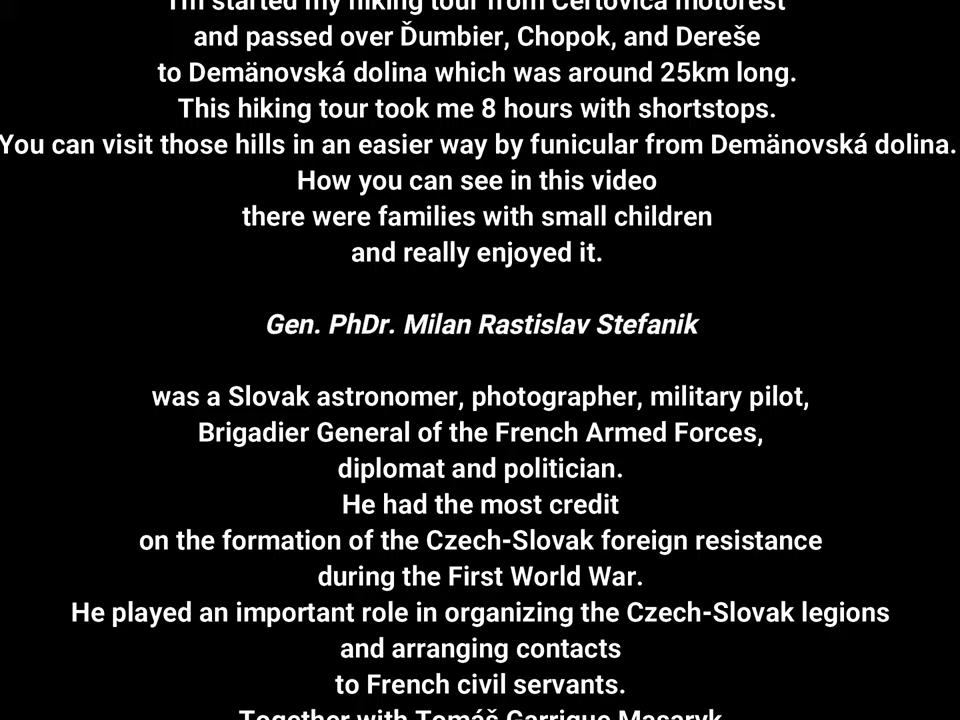 I'm started my hiking tour from Čertovica motorest
and passed over Ďumbier, Chopok, and Dereše
to Demänovská dolina which was around 25km long.
This hiking tour took me 8 hours with shortstops.
You can visit those hills in an easier way by funicular from Demänovská dolina.
How you can see in this video
there were families with small children
and really enjoyed it.
Gen. PhDr. Milan Rastislav Stefanik
was a Slovak astronomer, photographer, military pilot,
Brigadier General of the French Armed Forces,
diplomat and politician.
He had the most credit
on the formation of the Czech-Slovak foreign resistance
during the First World War.
He played an important role in organizing the Czech-Slovak legions
and arranging contacts
to French civil servants.
Together with Tomáš Garrigue Masaryk